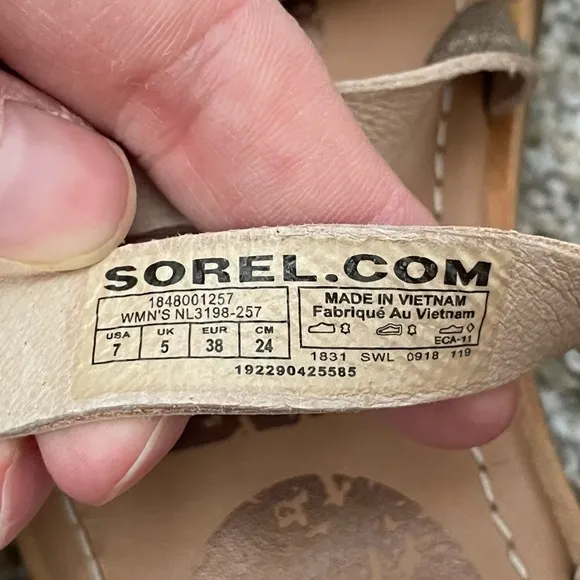 SOREL.COM
1848001257
WMN'S NL3198-257
USA UK EUR CM
7 5 38 24
MADE IN VIETNAM
Fabriqué Au Vietnam
ECA-11
1831 SWL 0918 119
192290425585